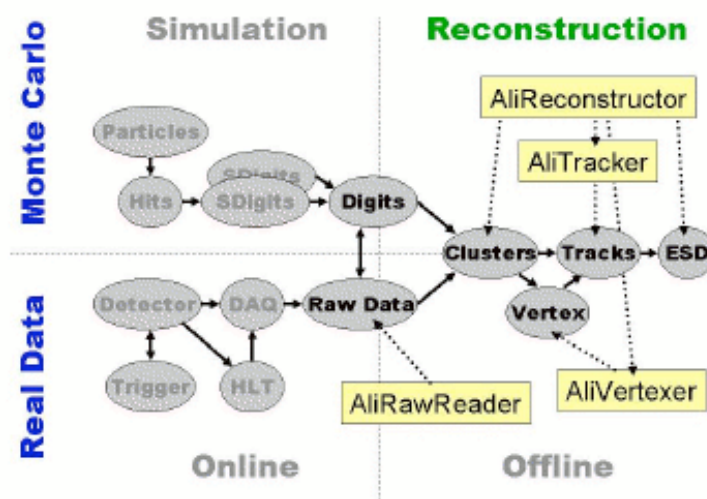 Simulation
Reconstruction
Monte Carlo
AliReconstructor
Particles
AliTracker
SDigits
Hits
SDigits
Digits
Clusters
Tracks
ESD
Real Data
Detector
DAQ
Raw Data
Vertex
Trigger
HLT
AliRawReader
AliVertexer
Online
Offline